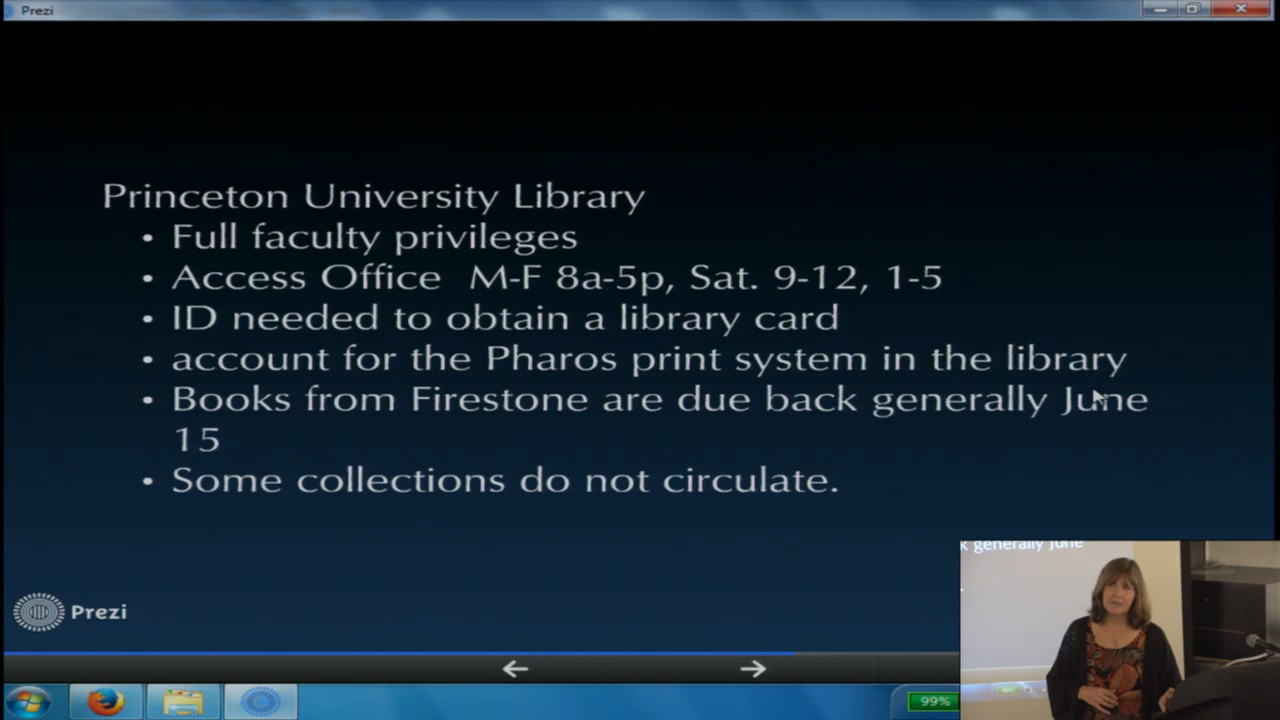 Prezi
Princeton University Library
• Full faculty privileges
• Access Office M-F 8a-5p, Sat. 9-12, 1-5
• ID needed to obtain a library card
• account for the Pharos print system in the library
• Books from Firestone are due back generally June
15
• Some collections do not circulate.
k generally June
Prezi
99%